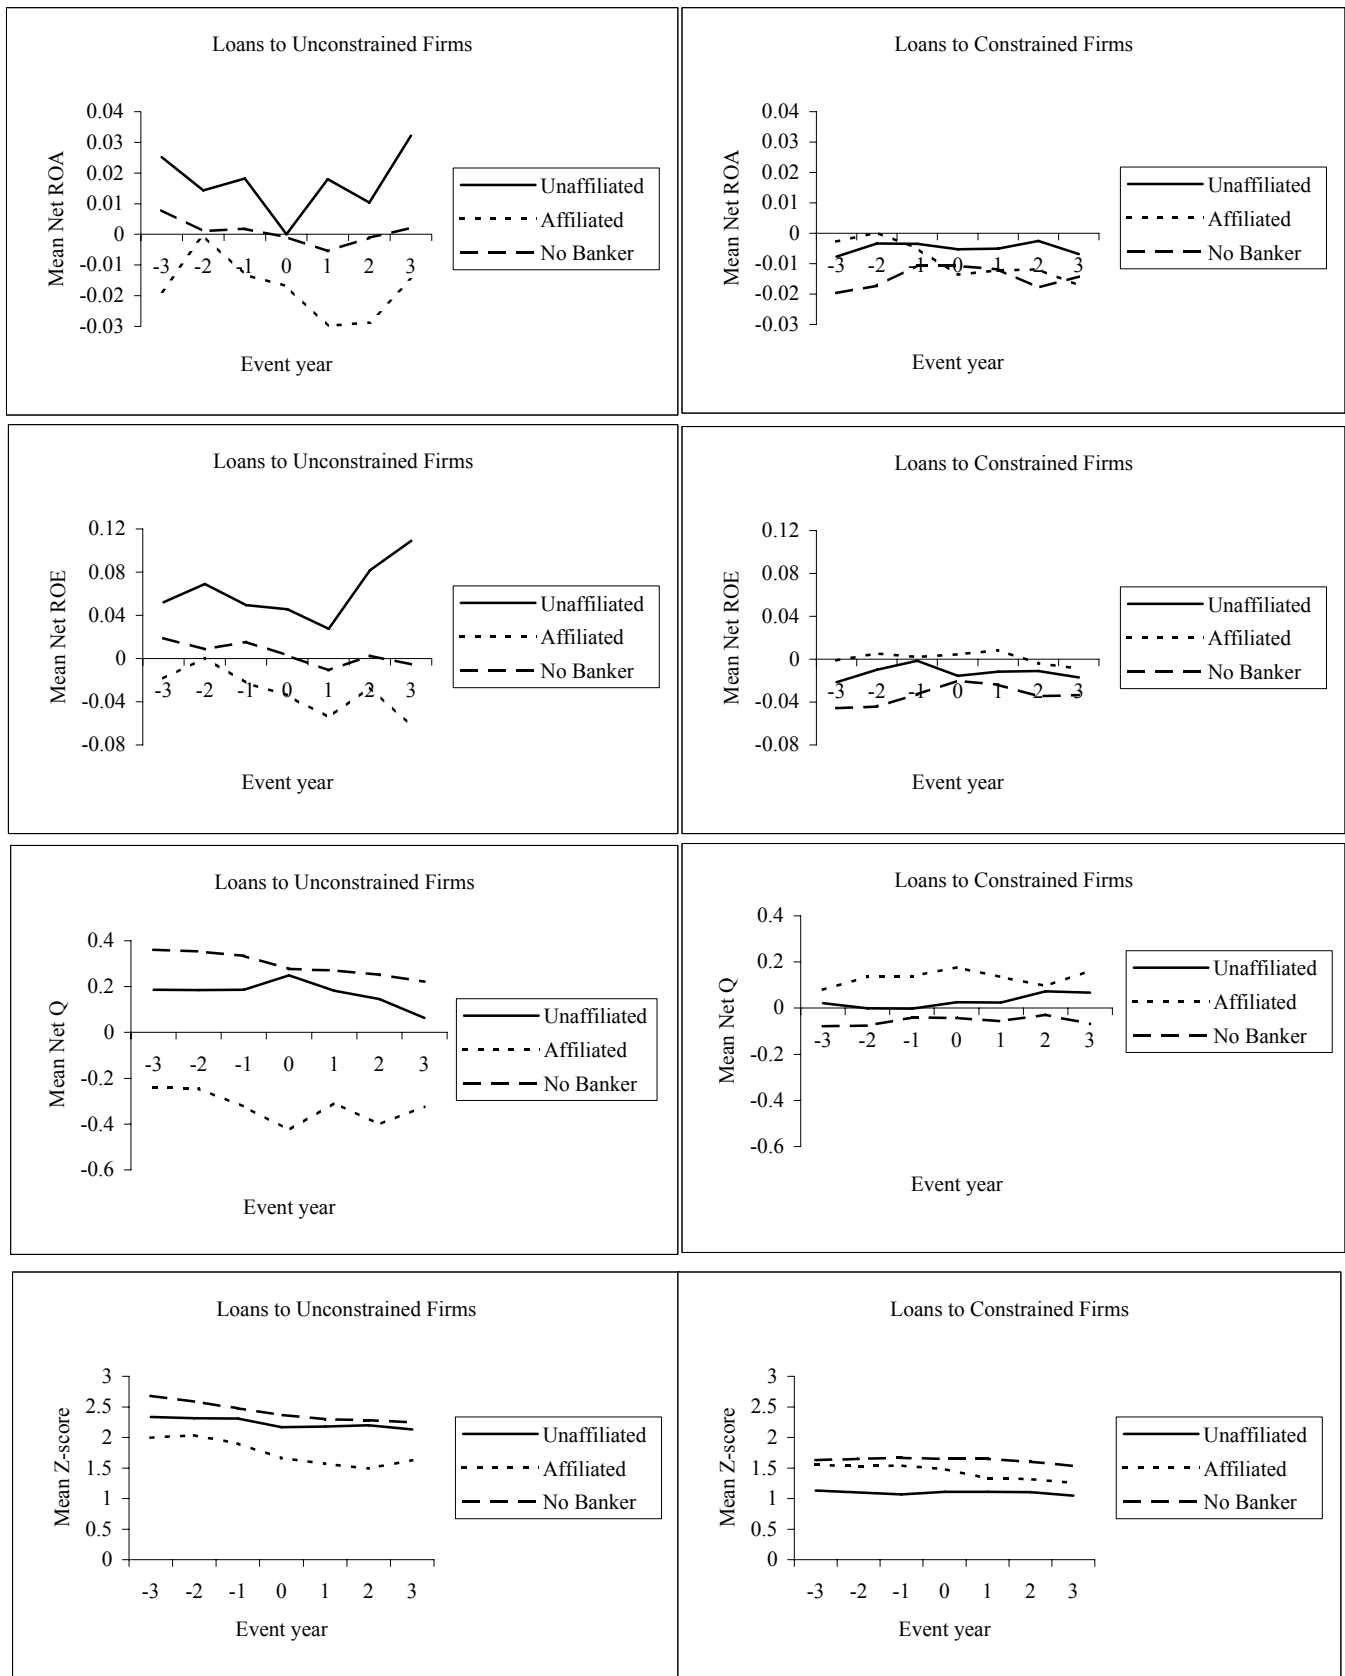 Loans to Unconstrained Firms
Mean Net ROA
0.04
0.03
0.02
0.01
0
-0.01
-0.02
-0.03
-3 -2 -1 0 1 2 3
Event year
Unaffiliated
Affiliated
No Banker
Loans to Constrained Firms
Mean Net ROA
0.04
0.03
0.02
0.01
0
-0.01
-0.02
-0.03
-3 -2 -1 0 1 2 3
Event year
Unaffiliated
Affiliated
No Banker
Loans to Unconstrained Firms
Mean Net ROE
0.12
0.08
0.04
0
-0.04
-0.08
-3 -2 -1 0 1 2 3
Event year
Unaffiliated
Affiliated
No Banker
Loans to Constrained Firms
Mean Net ROE
0.12
0.08
0.04
0
-0.04
-0.08
-3 -2 -1 0 1 2 3
Event year
Unaffiliated
Affiliated
No Banker
Loans to Unconstrained Firms
Mean Net Q
0.4
0.2
0
-0.2
-0.4
-0.6
-3 -2 -1 0 1 2 3
Event year
Unaffiliated
Affiliated
No Banker
Loans to Constrained Firms
Mean Net Q
0.4
0.2
0
-0.2
-0.4
-0.6
-3 -2 -1 0 1 2 3
Event year
Unaffiliated
Affiliated
No Banker
Loans to Unconstrained Firms
Mean Z-score
3
2.5
2
1.5
1
0.5
0
-3 -2 -1 0 1 2 3
Event year
Unaffiliated
Affiliated
No Banker
Loans to Constrained Firms
Mean Z-score
3
2.5
2
1.5
1
0.5
0
-3 -2 -1 0 1 2 3
Event year
Unaffiliated
Affiliated
No Banker